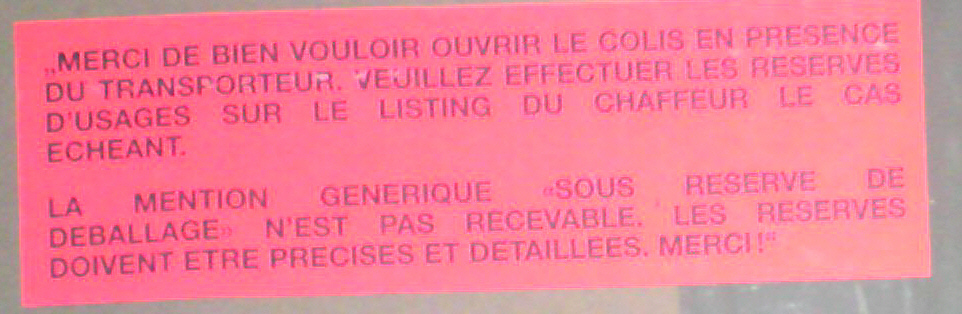 „MERCI DE BIEN VOULOIR OUVRIR LE COLIS EN PRESENCE
DU TRANSPORTEUR. VEUILLEZ EFFECTUER LES RESERVES
D'USAGES SUR LE LISTING DU CHAFFEUR LE CAS
ECHEANT.
LA MENTION GENERIQUE «SOUS RESERVE DE
DEBALLAGE» N'EST PAS RECEVABLE. LES RESERVES
DOIVENT ETRE PRECISES ET DETAILLEES. MERCI !"